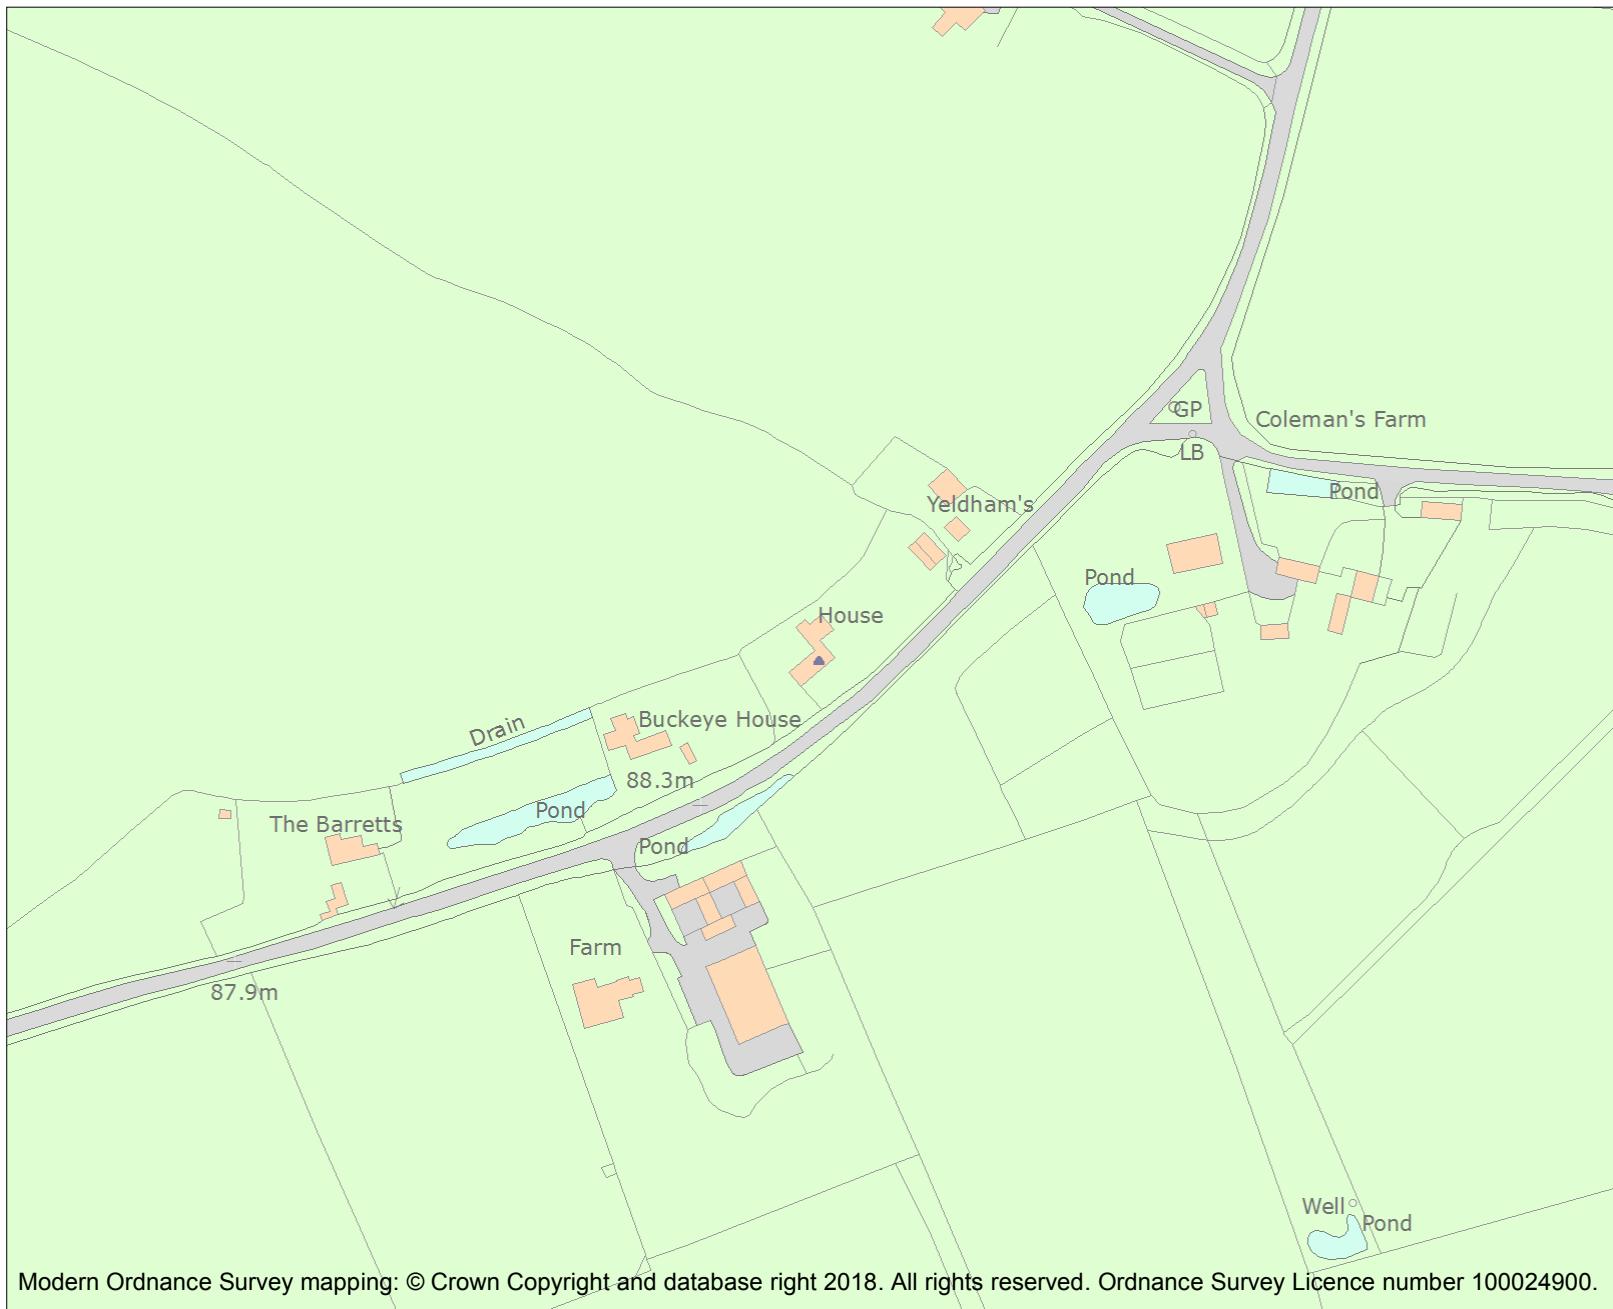 GP
Coleman's Farm
LB
Pond
Yeldham's
Pond
House
Buckeye House
Drain
88.3m
Pond
The Barretts
Pond
Farm
87.9m
Well
Pond
Modern Ordnance Survey mapping: © Crown Copyright and database right 2018. All rights reserved. Ordnance Survey Licence number 100024900.